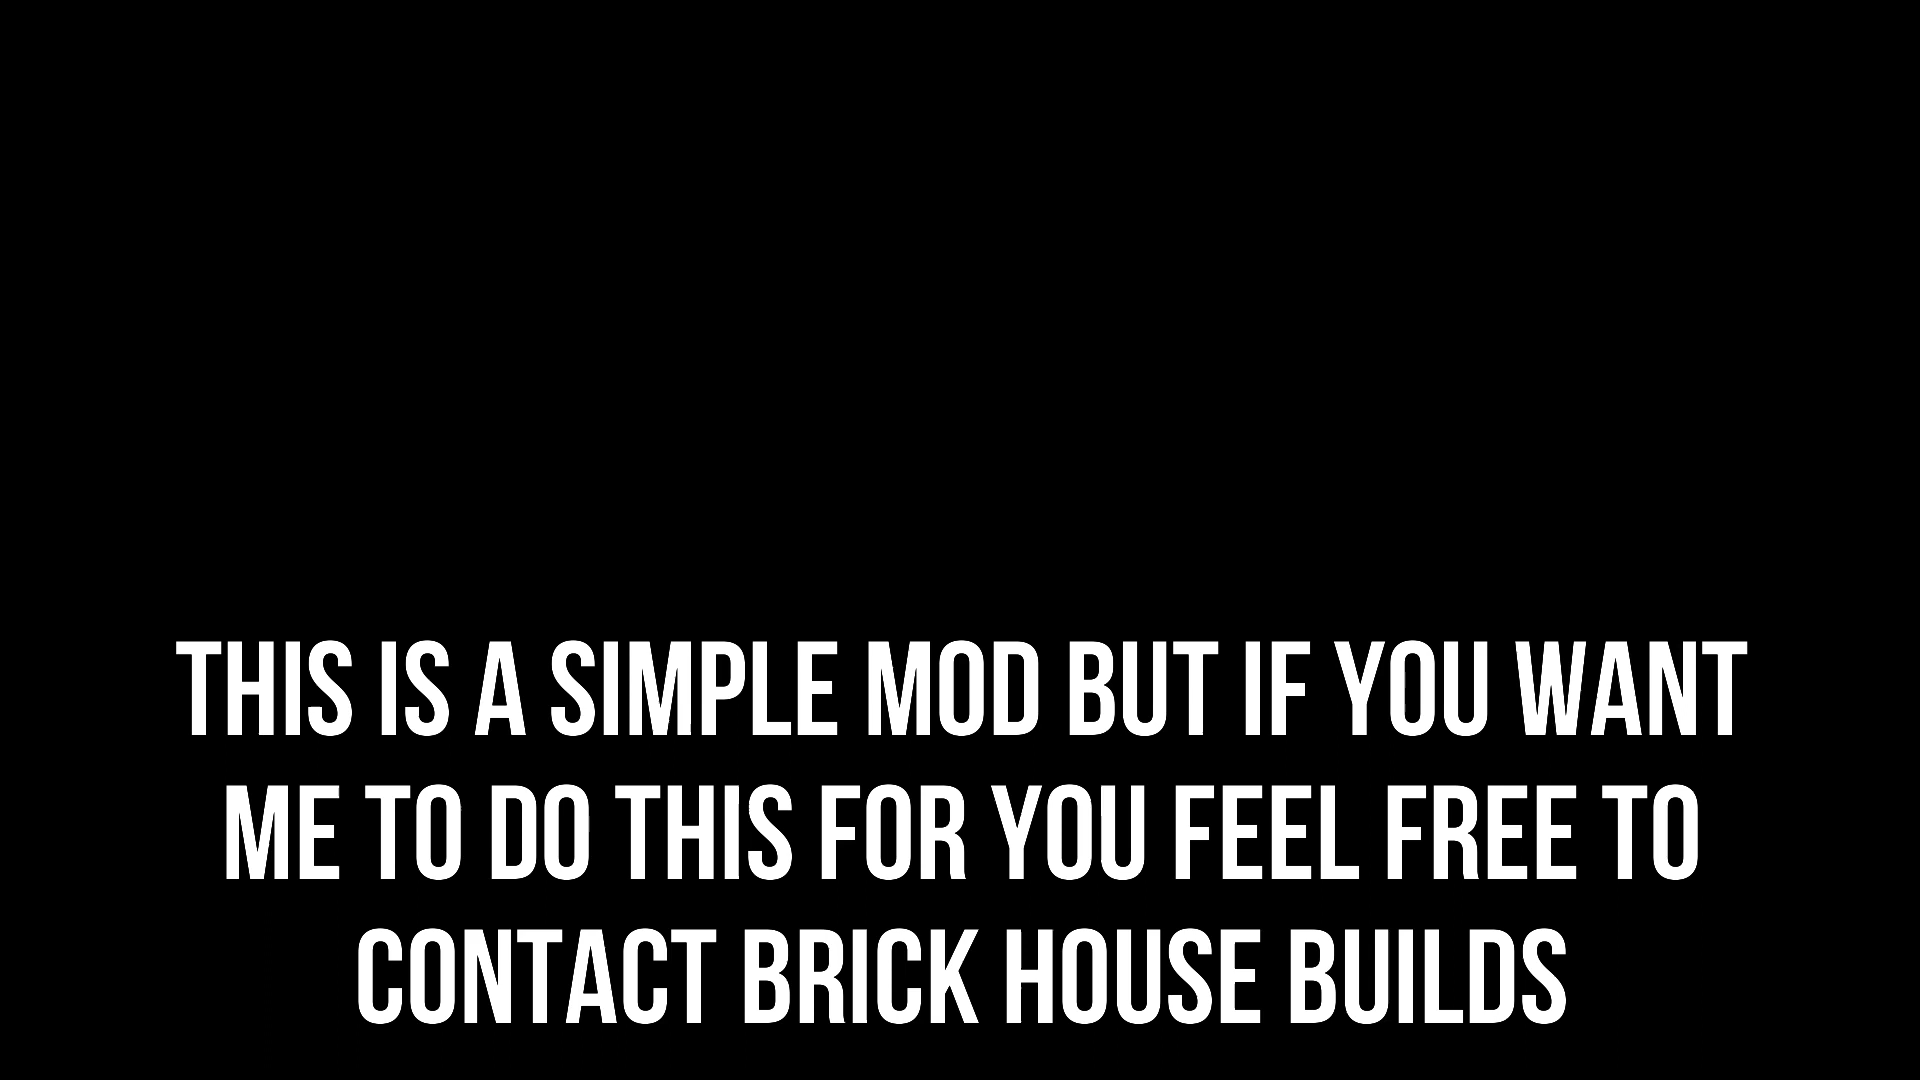 THIS IS A SIMPLE MOD BUT IF YOU WANT
ME TO DO THIS FOR YOU FEEL FREE TO
CONTACT BRICK HOUSE BUILDS